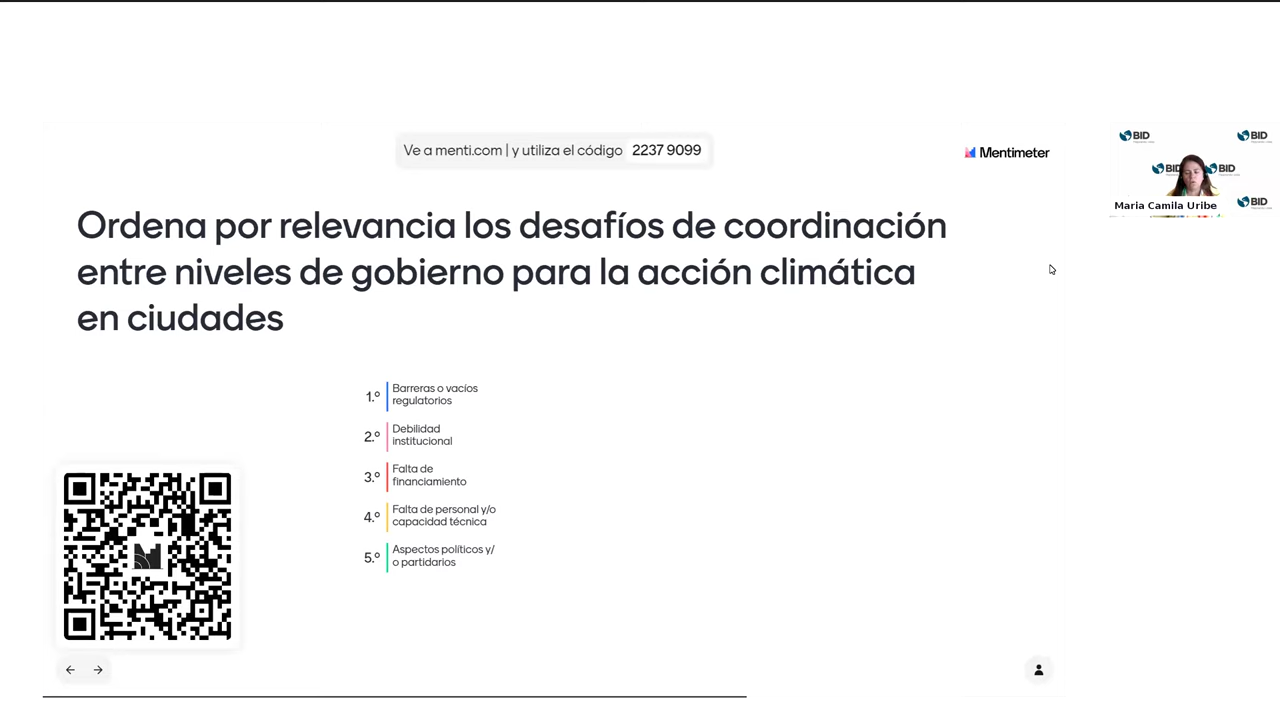 Ve a menti.com | y utiliza el código 2237 9099
Mentimeter
BID
BID
BID
BID
BID
Maria Camila Uribe
Ordena por relevancia los desafíos de coordinación
entre niveles de gobierno para la acción climática
en ciudades
1.º Barreras o vacíos
regulatorios
2.º Debilidad
institucional
3.º Falta de
financiamiento
4.º Falta de personal y/o
capacidad técnica
5.º Aspectos políticos y/
o partidarios